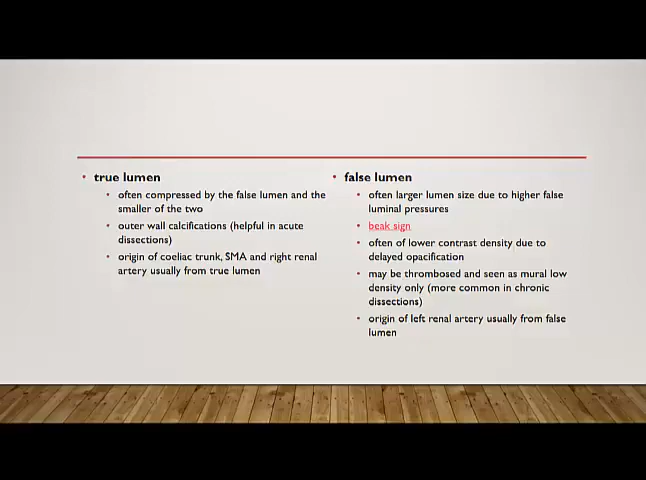 true lumen
often compressed by the false lumen and the
smaller of the two
outer wall calcifications (helpful in acute
dissections)
origin of coeliac trunk, SMA and right renal
artery usually from true lumen
false lumen
often larger lumen size due to higher false
luminal pressures
beak sign
often of lower contrast density due to
delayed opacification
may be thrombosed and seen as mural low
density only (more common in chronic
dissections)
origin of left renal artery usually from false
lumen